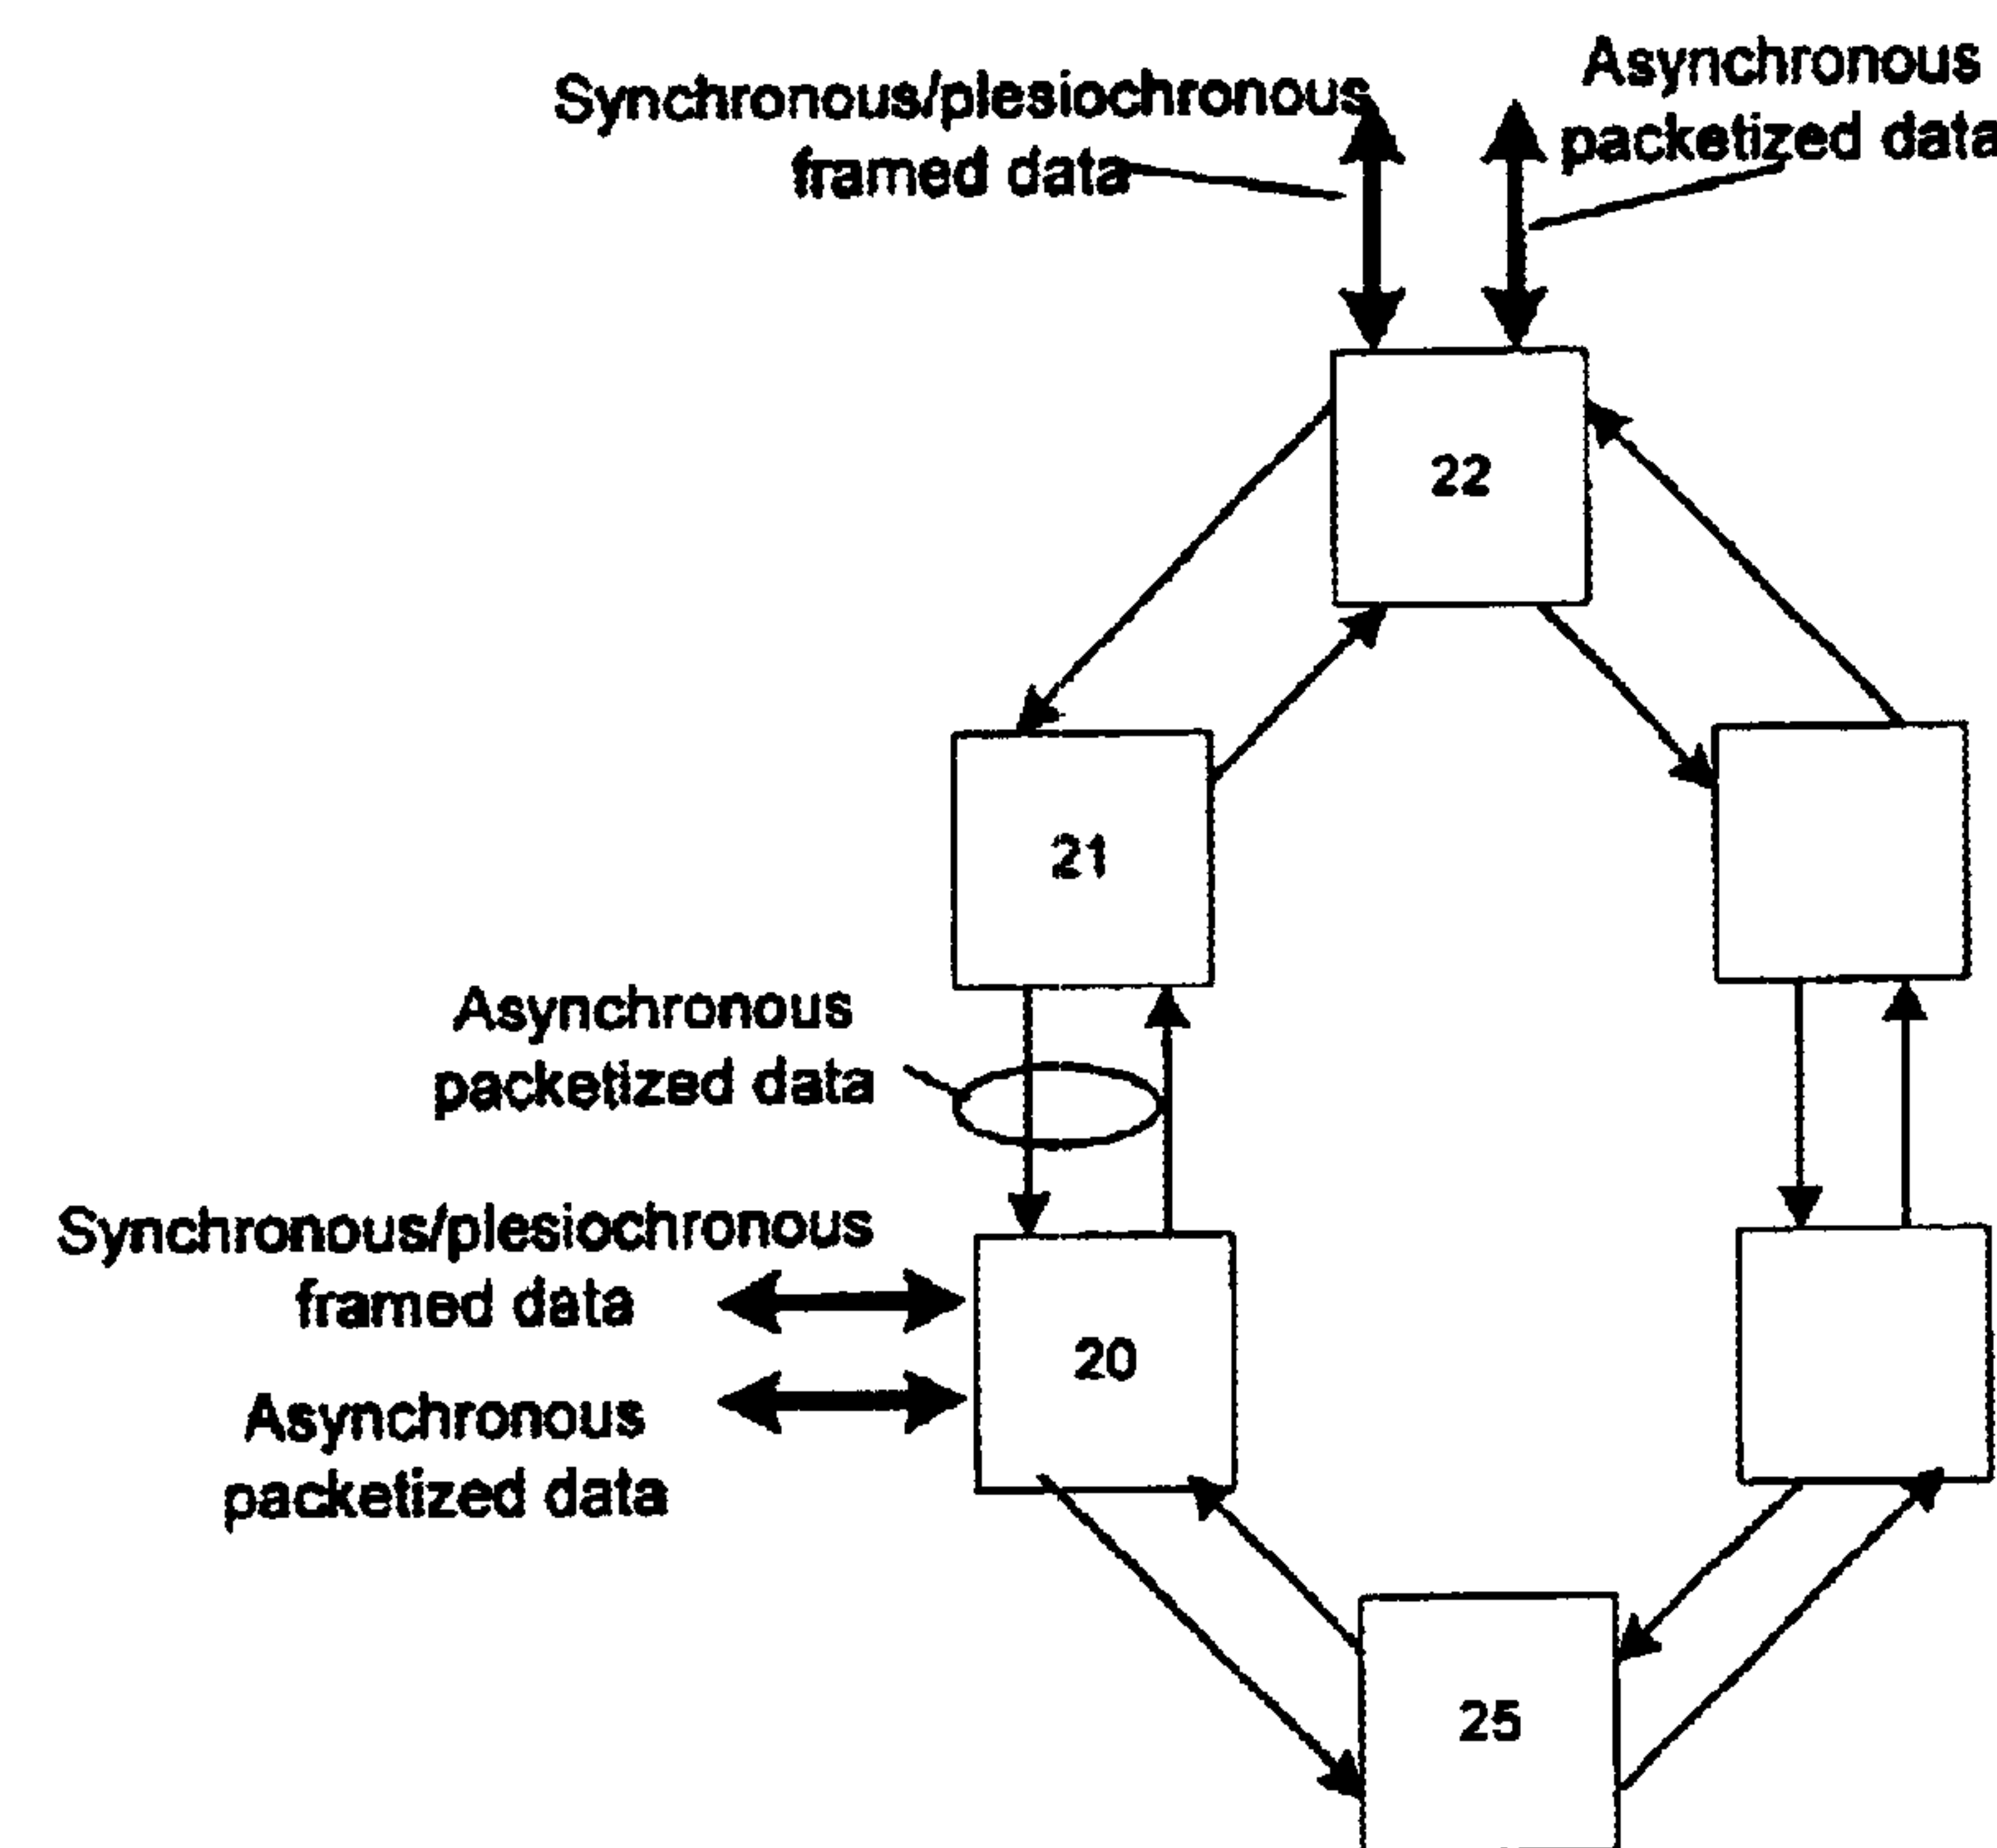 Synchronous/plesiochronous
framed data
Asynchronous
packetized data
22
21
Asynchronous
packetized data
Synchronous/plesiochronous
framed data
20
Asynchronous
packetized data
25